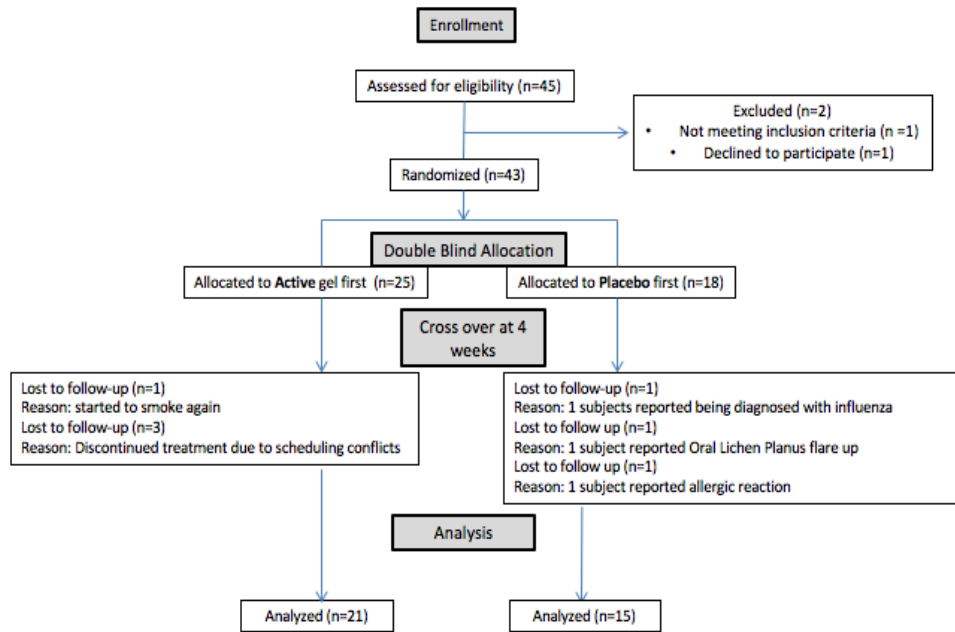 Enrollment
Assessed for eligibility (n=45)
Excluded (n=2)
• Not meeting inclusion criteria (n =1)
• Declined to participate (n=1)
Randomized (n=43)
Double Blind Allocation
Allocated to Active gel first (n=25)
Allocated to Placebo first (n=18)
Cross over at 4
weeks
Lost to follow-up (n=1)
Reason: started to smoke again
Lost to follow-up (n=3)
Reason: Discontinued treatment due to scheduling conflicts
Lost to follow-up (n=1)
Reason: 1 subjects reported being diagnosed with influenza
Lost to follow-up (n=1)
Reason: 1 subject reported Oral Lichen Planus flare up
Lost to follow up (n=1)
Reason: 1 subject reported allergic reaction
Analysis
Analyzed (n=21)
Analyzed (n=15)